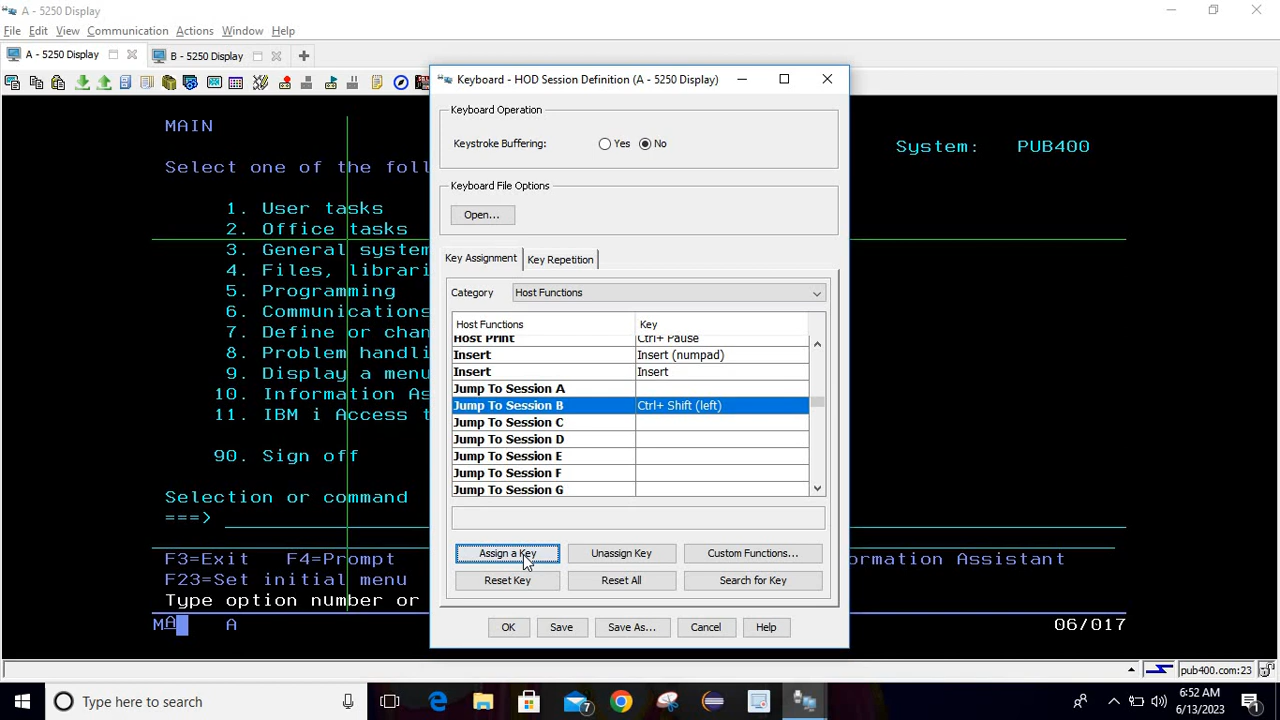 A - 5250 Display
File Edit View Communication Actions Window Help
A - 5250 Display B - 5250 Display
MAIN
System: PUB400
Select one of the foll
1. User tasks
2. Office tasks
3. General system
4. Files, librari
5. Programming
6. Communications
7. Define or chan
8. Problem handli
9. Display a menu
10. Information As
11. IBM i Access t
90. Sign off
Selection or command
===>
F3=Exit F4=Prompt ormation Assistant
F23=Set initial menu
Type option number or
MA A 06/017
Keyboard - HOD Session Definition (A - 5250 Display)
Keyboard Operation
Keystroke Buffering: Yes No
Keyboard File Options
Open...
Key Assignment Key Repetition
Category Host Functions
Host Functions Key
Host Print Ctrl+ Pause
Insert Insert (numpad)
Insert Insert
Jump To Session A
Jump To Session B Ctrl+ Shift (left)
Jump To Session C
Jump To Session D
Jump To Session E
Jump To Session F
Jump To Session G
Assign a Key Unassign Key Custom Functions...
Reset Key Reset All Search for Key
OK Save Save As... Cancel Help
pub400.com:23
Type here to search
7
6:52 AM
6/13/2023
1